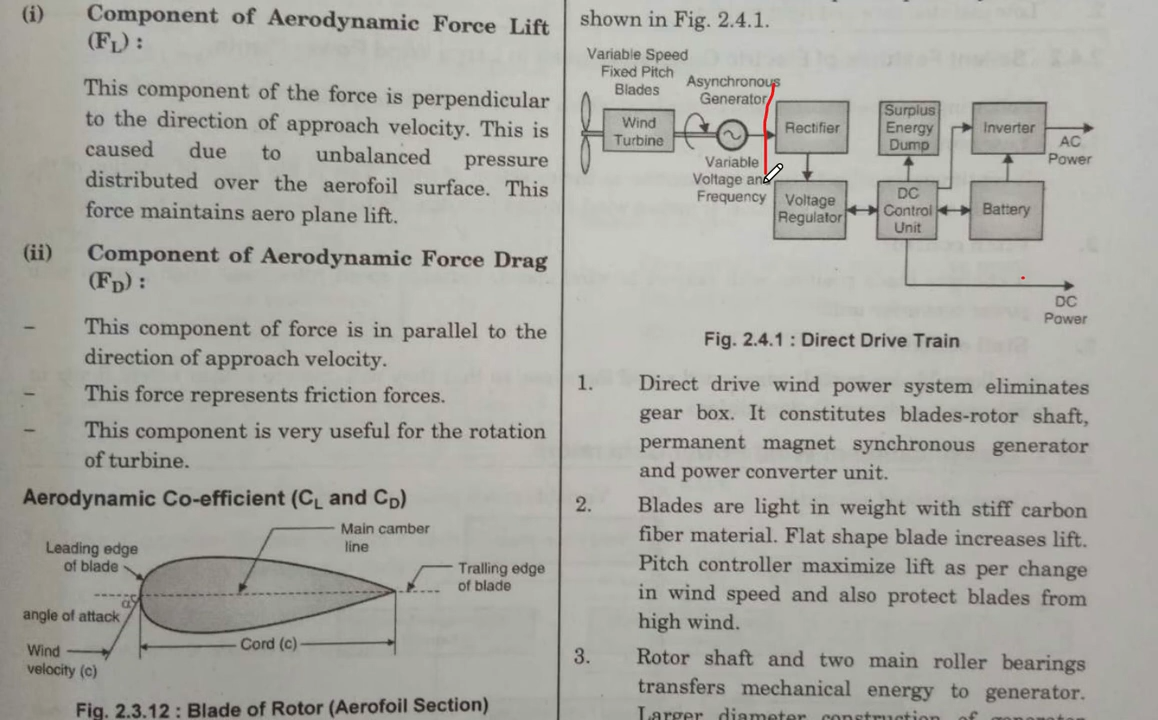 (i) Component of Aerodynamic Force Lift
(FL) :
This component of the force is perpendicular
to the direction of approach velocity. This is
caused due to unbalanced pressure
distributed over the aerofoil surface. This
force maintains aero plane lift.
(ii) Component of Aerodynamic Force Drag
(FD) :
– This component of force is in parallel to the
direction of approach velocity.
– This force represents friction forces.
– This component is very useful for the rotation
of turbine.
Aerodynamic Co-efficient (CL and CD)
Main camber
line
Leading edge
of blade
Tralling edge
of blade
α
angle of attack
Cord (c)
Wind
velocity (c)
Fig. 2.3.12 : Blade of Rotor (Aerofoil Section)
shown in Fig. 2.4.1.
Variable Speed
Fixed Pitch
Blades
Asynchronous
Generator
Wind
Turbine
Variable
Voltage and
Frequency
Rectifier
Surplus
Energy
Dump
Inverter
AC
Power
Voltage
Regulator
DC
Control
Unit
Battery
DC
Power
Fig. 2.4.1 : Direct Drive Train
1. Direct drive wind power system eliminates
gear box. It constitutes blades-rotor shaft,
permanent magnet synchronous generator
and power converter unit.
2. Blades are light in weight with stiff carbon
fiber material. Flat shape blade increases lift.
Pitch controller maximize lift as per change
in wind speed and also protect blades from
high wind.
3. Rotor shaft and two main roller bearings
transfers mechanical energy to generator.
Larger diameter construction of generator